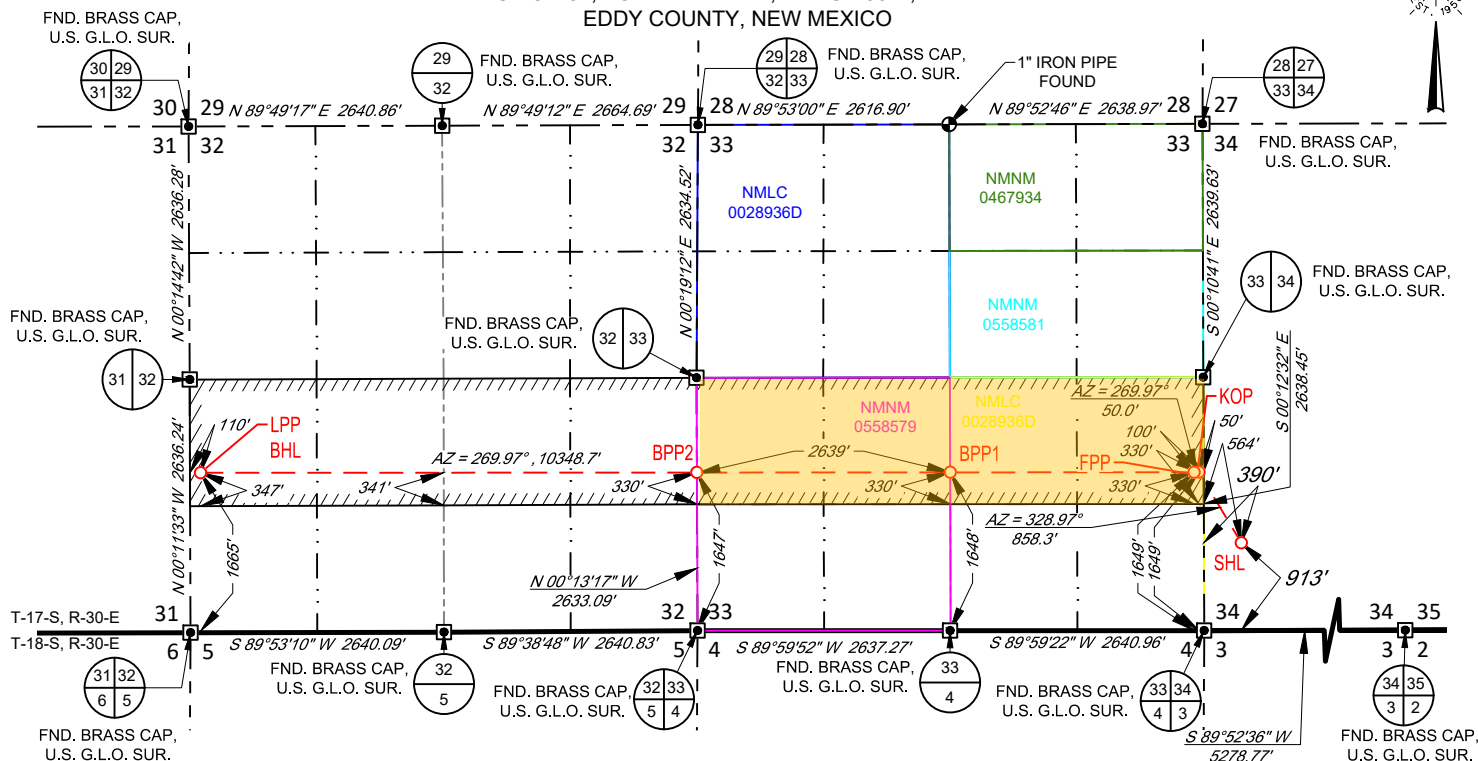 EDDY COUNTY, NEW MEXICO
FND. BRASS CAP,
U.S. G.L.O. SUR.
30 29
31 32
29
32
FND. BRASS CAP,
U.S. G.L.O. SUR.
29 28
32 33
FND. BRASS CAP,
U.S. G.L.O. SUR.
1" IRON PIPE
FOUND
28 27
33 34
FND. BRASS CAP,
U.S. G.L.O. SUR.
30 29
31 32
N 89°49'17" E 2640.86'
N 89°49'12" E 2664.69'
29 28
32 33
N 89°53'00" E 2616.90'
N 89°52'46" E 2638.97'
28 27
33 34
N 00°14'42" W 2636.28'
N 00°19'12" E 2634.52'
S 00°10'41" E 2639.63'
NMLC
0028936D
NMNM
0467934
NMNM
0558581
33 34
FND. BRASS CAP,
U.S. G.L.O. SUR.
FND. BRASS CAP,
U.S. G.L.O. SUR.
31 32
FND. BRASS CAP,
U.S. G.L.O. SUR.
32 33
S 00°12'32" E
2638.45'
NMNM
0558579
NMLC
0028936D
AZ = 269.97°
50.0'
KOP
110'
LPP
BHL
AZ = 269.97°, 10348.7'
BPP2
2639'
BPP1
FPP
100'
330'
330'
50'
564'
390'
347'
341'
330'
330'
AZ = 328.97°
858.3'
SHL
913'
N 00°11'33" W 2636.24'
1665'
N 00°13'17" W
2633.09'
1647'
1648'
1649'
1649'
T-17-S, R-30-E
T-18-S, R-30-E
31
6 5
S 89°53'10" W 2640.09'
S 89°38'48" W 2640.83'
32 33
5 4
S 89°59'52" W 2637.27'
S 89°59'22" W 2640.96'
34
4 3
34 35
3 2
31 32
6 5
FND. BRASS CAP,
U.S. G.L.O. SUR.
FND. BRASS CAP,
U.S. G.L.O. SUR.
32
5
FND. BRASS CAP,
U.S. G.L.O. SUR.
32 33
5 4
FND. BRASS CAP,
U.S. G.L.O. SUR.
33
4
FND. BRASS CAP,
U.S. G.L.O. SUR.
33 34
4 3
S 89°52'36" W
5278.77'
34 35
3 2
FND. BRASS CAP,
U.S. G.L.O. SUR.